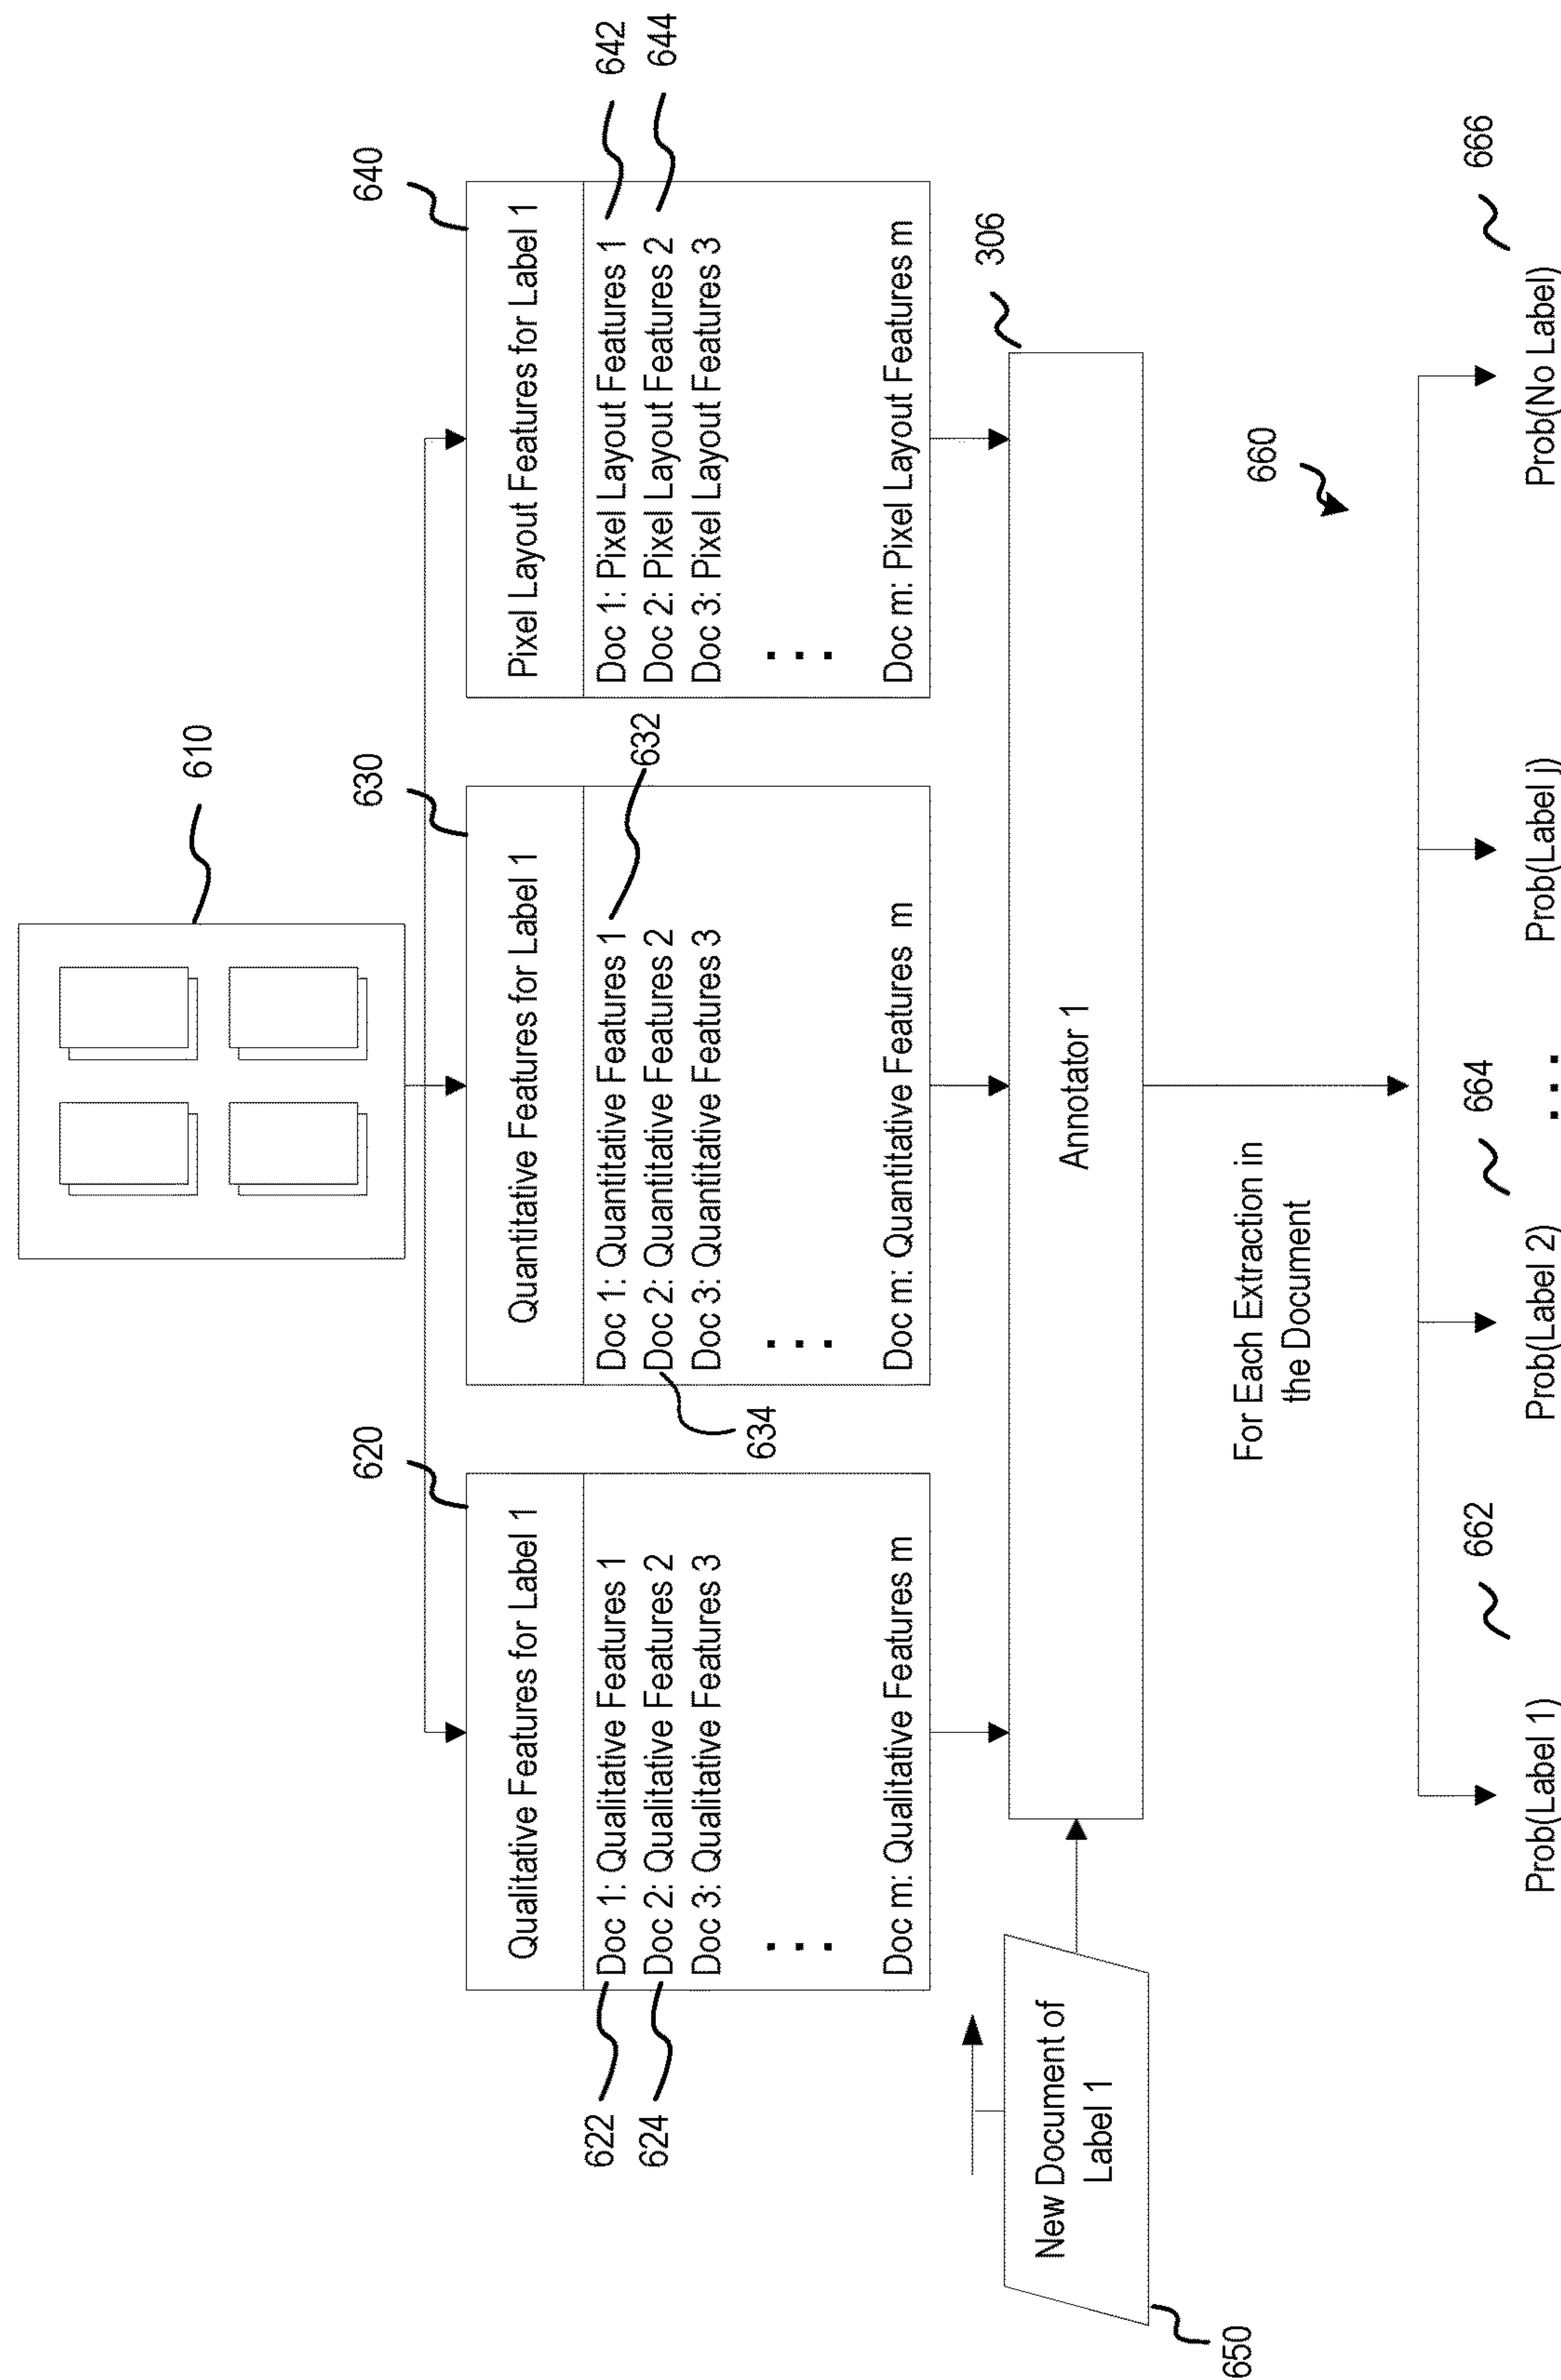 610
620
630
640
Qualitative Features for Label 1
Quantitative Features for Label 1
Pixel Layout Features for Label 1
622
Doc 1: Qualitative Features 1
624
Doc 2: Qualitative Features 2
Doc 3: Qualitative Features 3
...
Doc m: Qualitative Features m
Doc 1: Quantitative Features 1
632
634
Doc 2: Quantitative Features 2
Doc 3: Quantitative Features 3
...
Doc m: Quantitative Features m
Doc 1: Pixel Layout Features 1
642
Doc 2: Pixel Layout Features 2
644
Doc 3: Pixel Layout Features 3
...
Doc m: Pixel Layout Features m
306
New Document of
Label 1
650
Annotator 1
For Each Extraction in
the Document
660
662
664
666
Prob(Label 1)
Prob(Label 2)
...
Prob(Label j)
Prob(No Label)